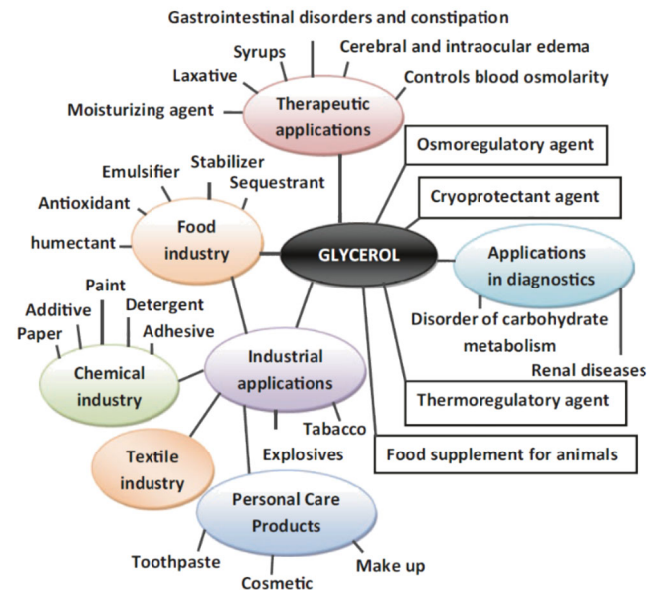 Gastrointestinal disorders and constipation
Syrups
Cerebral and intraocular edema
Laxative
Controls blood osmolarity
Moisturizing agent
Therapeutic
applications
Osmoregulatory agent
Stabilizer
Emulsifier
Sequestrant
Cryoprotectant agent
Antioxidant
Food
industry
humectant
GLYCEROL
Applications
in diagnostics
Paint
Additive
Detergent
Paper
Adhesive
Disorder of carbohydrate
metabolism
Renal diseases
Chemical
industry
Industrial
applications
Thermoregulatory agent
Tabacco
Explosives
Food supplement for animals
Textile
industry
Personal Care
Products
Toothpaste
Cosmetic
Make up